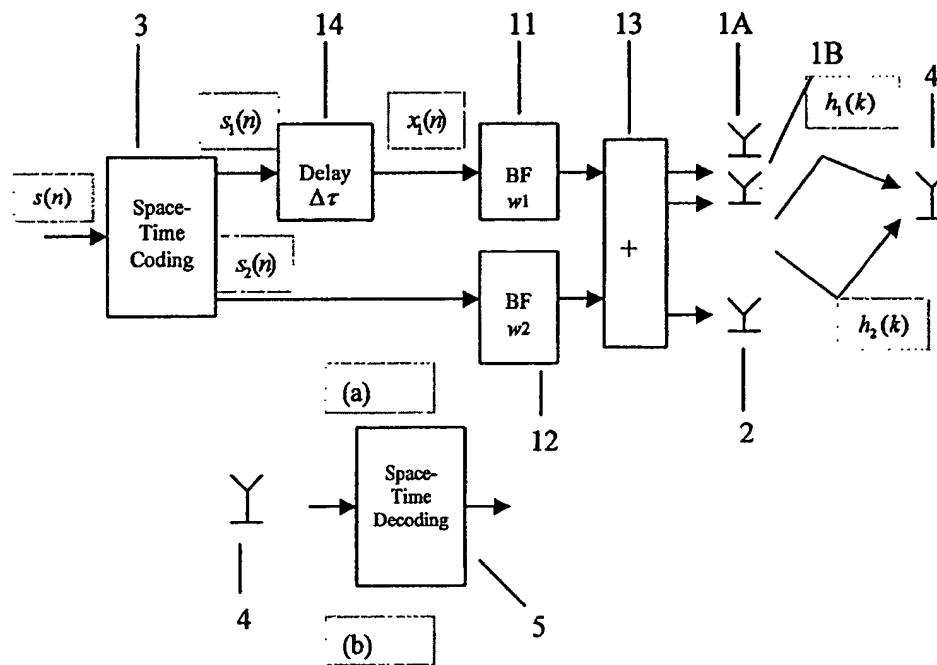 3
14
11
13
1A
1B
4
s(n)
s₁(n)
x₁(n)
h₁(k)
Space-
Time
Coding
Delay
Δτ
BF
w1
+
s₂(n)
BF
w2
h₂(k)
(a)
12
2
Space-
Time
Decoding
4
5
(b)